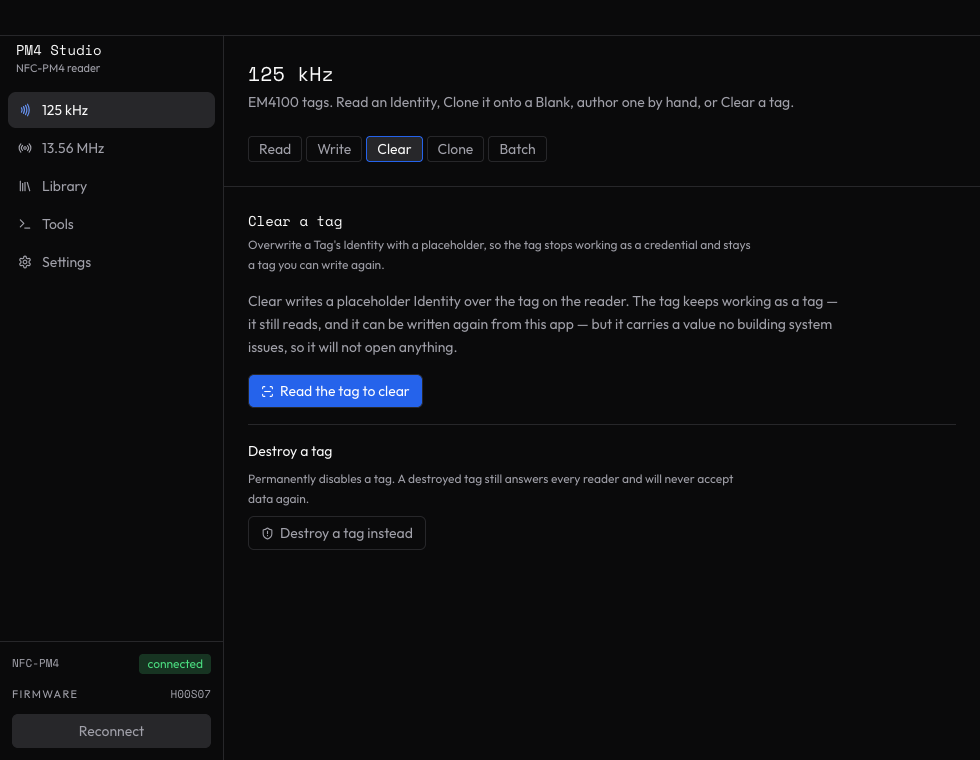 PM4 Studio
NFC-PM4 reader
125 kHz
13.56 MHz
Library
Tools
Settings
NFC-PM4
connected
FIRMWARE
H00S07
Reconnect
125 kHz
EM4100 tags. Read an Identity, Clone it onto a Blank, author one by hand, or Clear a tag.
Read
Write
Clear
Clone
Batch
Clear a tag
Overwrite a Tag's Identity with a placeholder, so the tag stops working as a credential and stays
a tag you can write again.
Clear writes a placeholder Identity over the tag on the reader. The tag keeps working as a tag —
it still reads, and it can be written again from this app — but it carries a value no building system
issues, so it will not open anything.
Read the tag to clear
Destroy a tag
Permanently disables a tag. A destroyed tag still answers every reader and will never accept
data again.
Destroy a tag instead